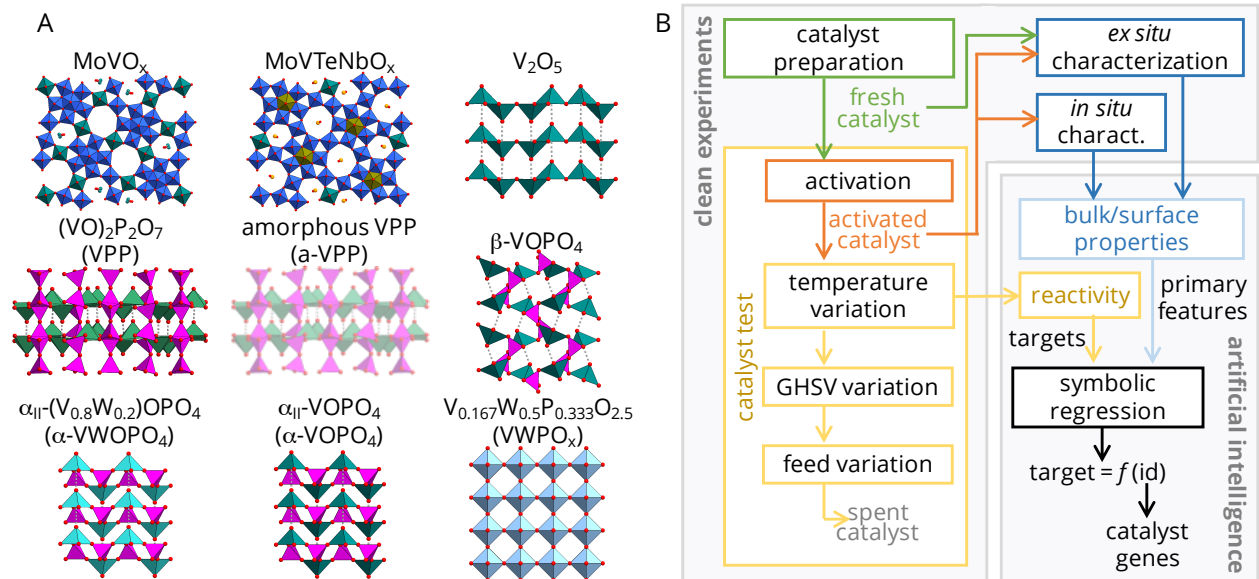 A
MoVOₓ
MoVTeNbOₓ
V₂O₅
(VO)₂P₂O₇
(VPP)
amorphous VPP
(a-VPP)
β-VOPO₄
α_II-(V₀.₈W₀.₂)OPO₄
(α-VWOPO₄)
α_II-VOPO₄
(α-VOPO₄)
V₀.₁₆₇W₀.₅P₀.₃₃₃O₂.₅
(VWPOₓ)
B
clean experiments
catalyst
preparation
fresh
catalyst
ex situ
characterization
in situ
charact.
catalyst test
activation
activated
catalyst
temperature
variation
GHSV variation
feed variation
spent
catalyst
bulk/surface
properties
reactivity
primary
features
targets
symbolic
regression
target = f (id)
catalyst
genes
artificial intelligence